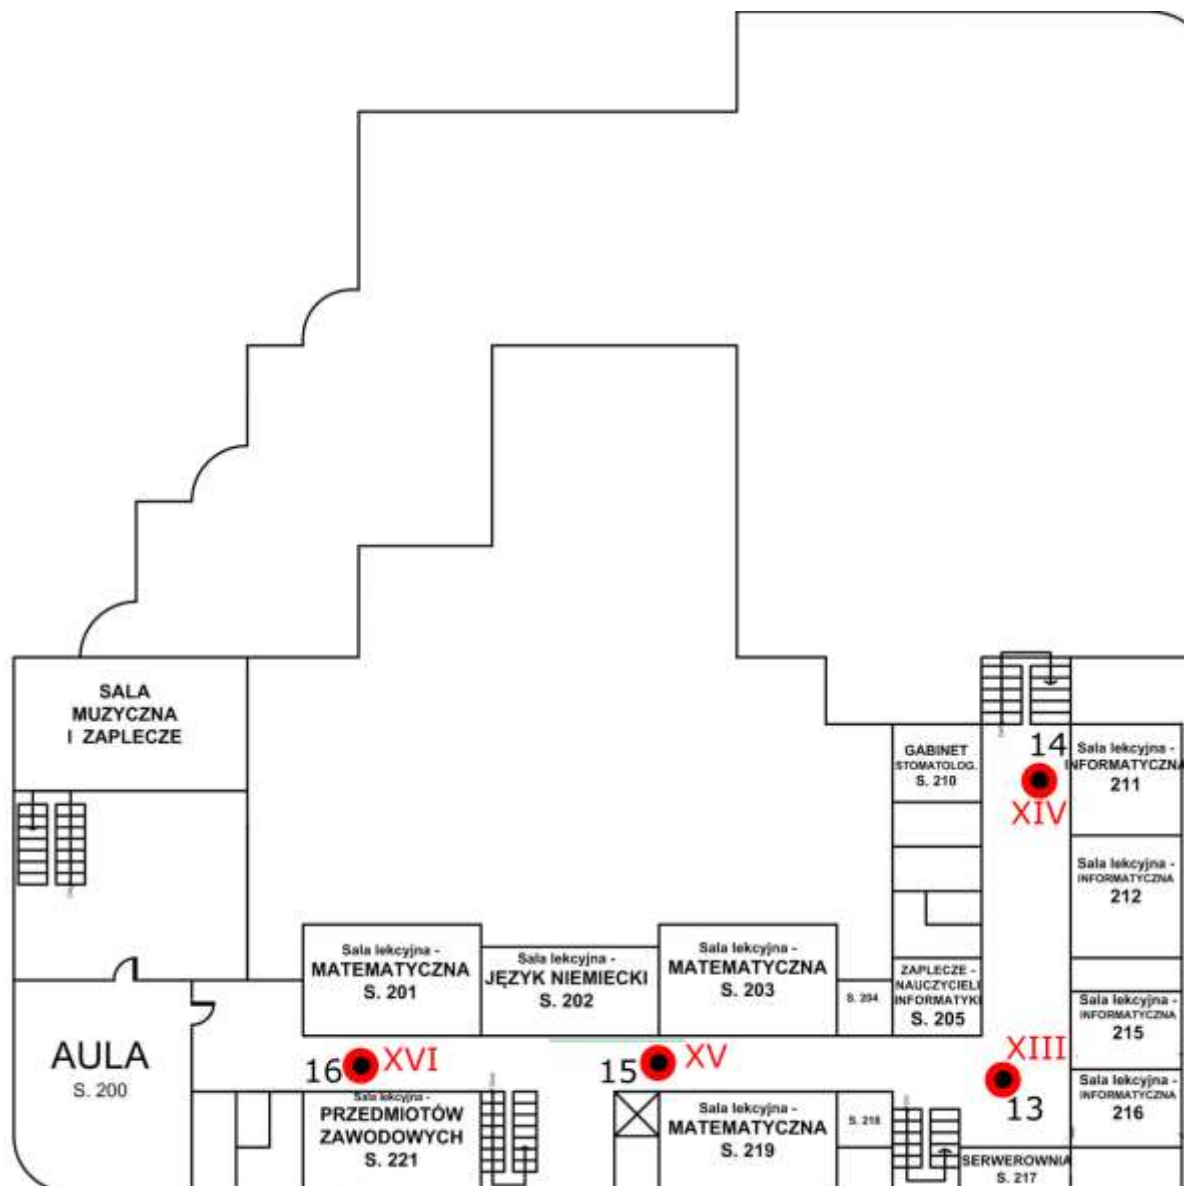 SALA
MUZYCZNA
I ZAPLECZE
GABINET
STOMATOLOG.
S. 210
14
XIV
Sala lekcyjna -
INFORMATYCZNA
211
Sala lekcyjna -
INFORMATYCZNA
212
Sala lekcyjna -
MATEMATYCZNA
S. 201
Sala lekcyjna -
JĘZYK NIEMIECKI
S. 202
Sala lekcyjna -
MATEMATYCZNA
S. 203
S. 204
ZAPLECZE -
NAUCZYCIELI
INFORMATYKI
S. 205
Sala lekcyjna -
INFORMATYCZNA
215
AULA
S. 200
16
XVI
15
XV
XIII
13
Sala lekcyjna -
INFORMATYCZNA
216
Sala lekcyjna -
PRZEDMIOTÓW
ZAWODOWYCH
S. 221
Sala lekcyjna -
MATEMATYCZNA
S. 219
S. 218
SERWEROWNIA
S. 217